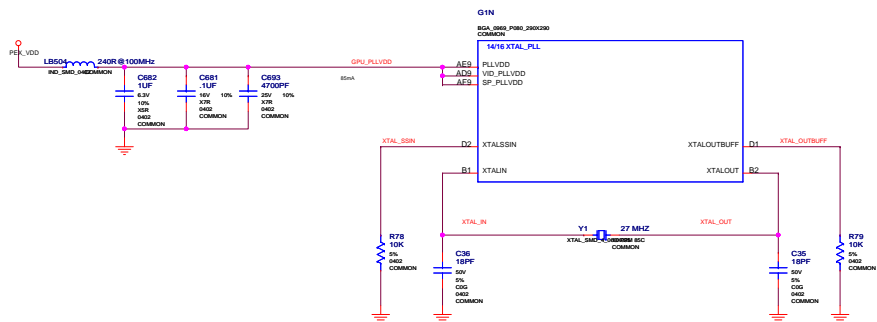 G1N
BGA_0969_P080_290X290
COMMON
14/16 XTAL_PLL
PEX_VDD
LB504 240R@100MHz
COMMON
GPU_PLLVDD
85mA
AE9 PLLVDD
AD9 VID_PLLVDD
AF9 SP_PLLVDD
C682
1UF
6.3V
10%
X5R
0402
COMMON
C681
.1UF
16V 10%
X7R
0402
COMMON
C693
4700PF
25V 10%
X7R
0402
COMMON
XTAL_SSIN D2 XTALSSIN XTALOUTBUFF D1 XTAL_OUTBUFF
B1 XTALIN XTALOUT B2
XTAL_IN
Y1 27 MHZ
85C
COMMON
XTAL_OUT
R78
10K
5%
0402
COMMON
C36
18PF
50V
5%
C0G
0402
COMMON
C35
18PF
50V
5%
C0G
0402
COMMON
R79
10K
5%
0402
COMMON